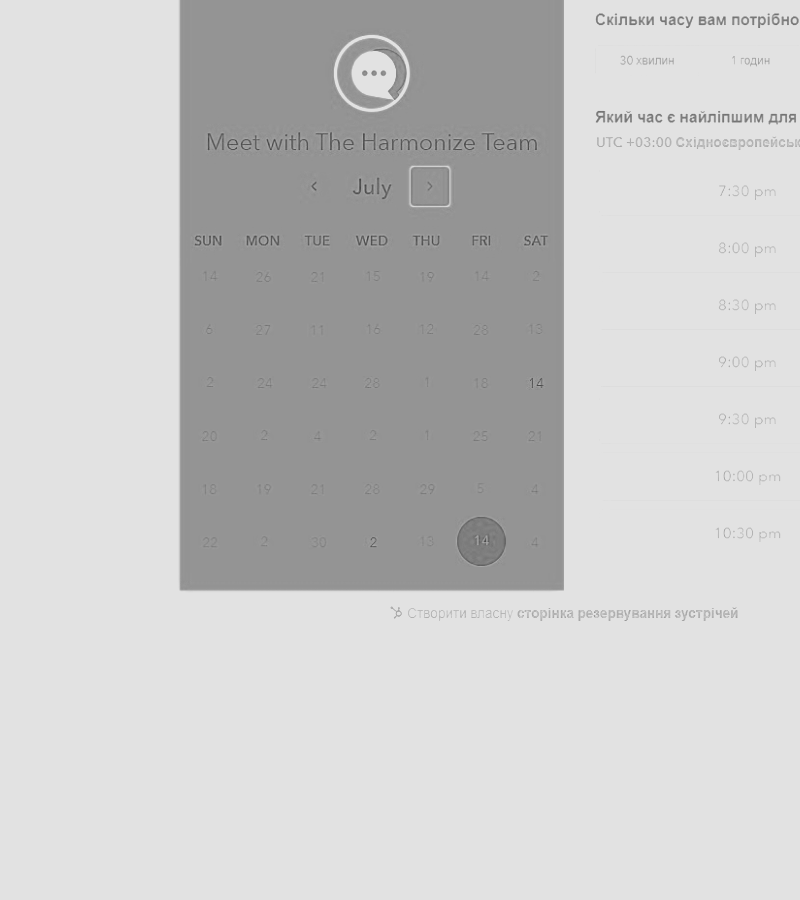 Meet with The Harmonize Team
July
SUN MON TUE WED THU FRI SAT
14 26 21 15 19 14 2
6 27 11 16 12 28 13
2 24 24 28 1 18 14
20 2 4 2 1 25 21
18 19 21 28 29 5 4
22 2 30 2 13 14 4
Скільки часу вам потрібно
30 хвилин 1 годин
Який час є найліпшим для
UTC +03:00
7:30 pm
8:00 pm
8:30 pm
9:00 pm
9:30 pm
10:00 pm
10:30 pm
Створити власну сторінка резервування зустрічей